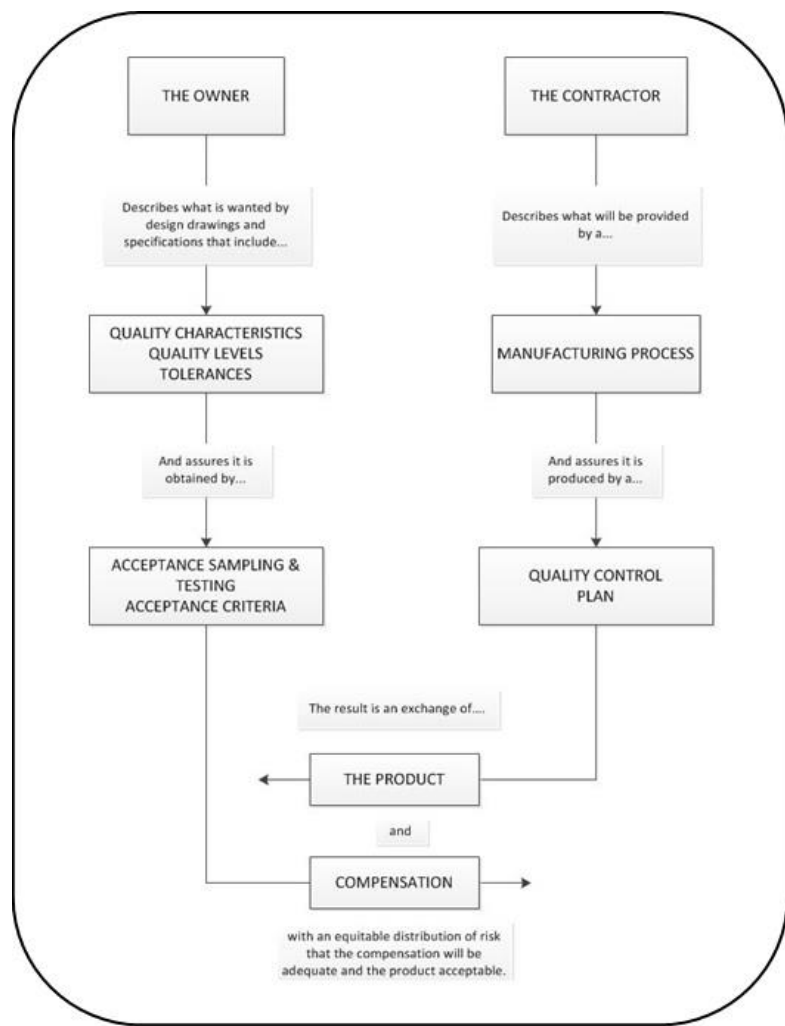 THE OWNER
THE CONTRACTOR
Describes what is wanted by
design drawings and
specifications that include...
Describes what will be provided
by a...
QUALITY CHARACTERISTICS
QUALITY LEVELS
TOLERANCES
MANUFACTURING PROCESS
And assures it is
obtained by...
And assures it is
produced by a...
ACCEPTANCE SAMPLING &
TESTING
ACCEPTANCE CRITERIA
QUALITY CONTROL
PLAN
The result is an exchange of....
THE PRODUCT
and
COMPENSATION
with an equitable distribution of risk
that the compensation will be
adequate and the product acceptable.